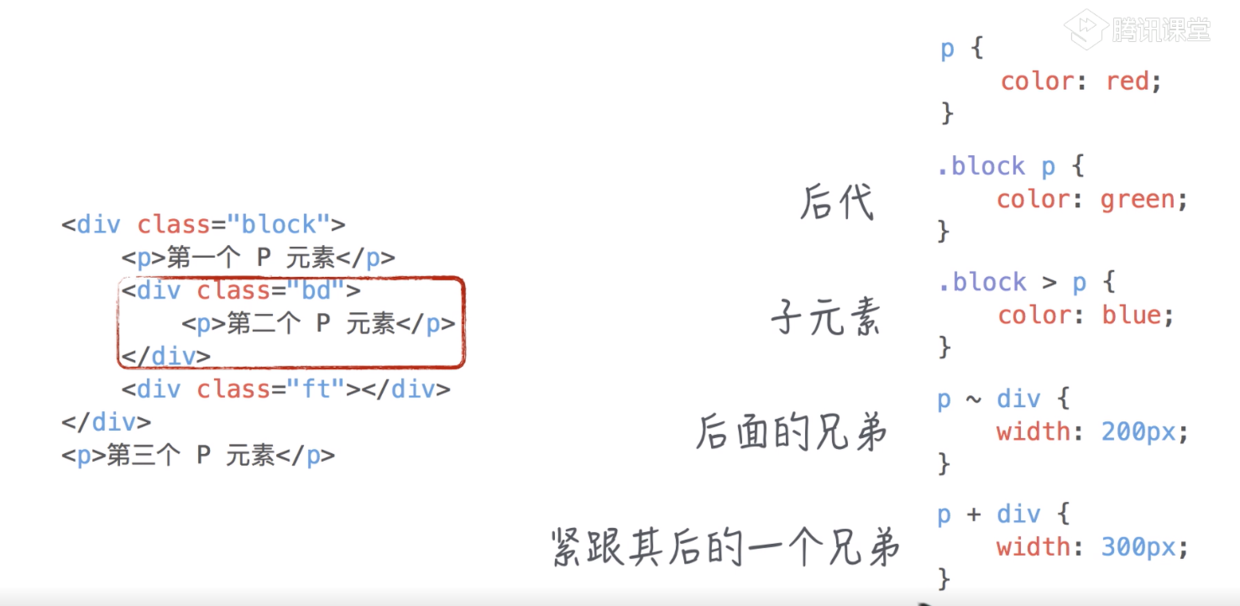 腾讯课堂
<div class="block">
<p>第一个 P 元素</p>
<div class="bd">
<p>第二个 P 元素</p>
</div>
<div class="ft"></div>
</div>
<p>第三个 P 元素</p>
p {
color: red;
}
后代
.block p {
color: green;
}
子元素
.block > p {
color: blue;
}
后面的兄弟
p ~ div {
width: 200px;
}
紧跟其后的一个兄弟
p + div {
width: 300px;
}